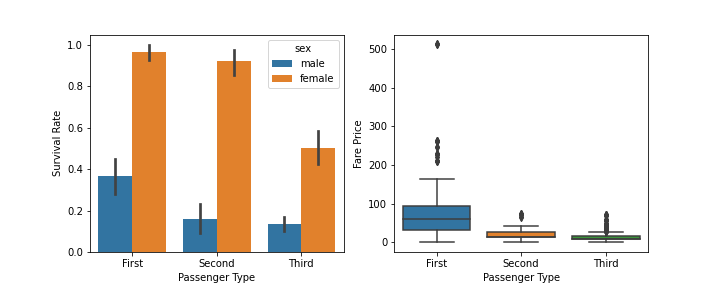 1.0
0.8
0.6
0.4
0.2
0.0
Survival Rate
sex
male
female
First Second Third
Passenger Type
500
400
300
200
100
0
Fare Price
First Second Third
Passenger Type